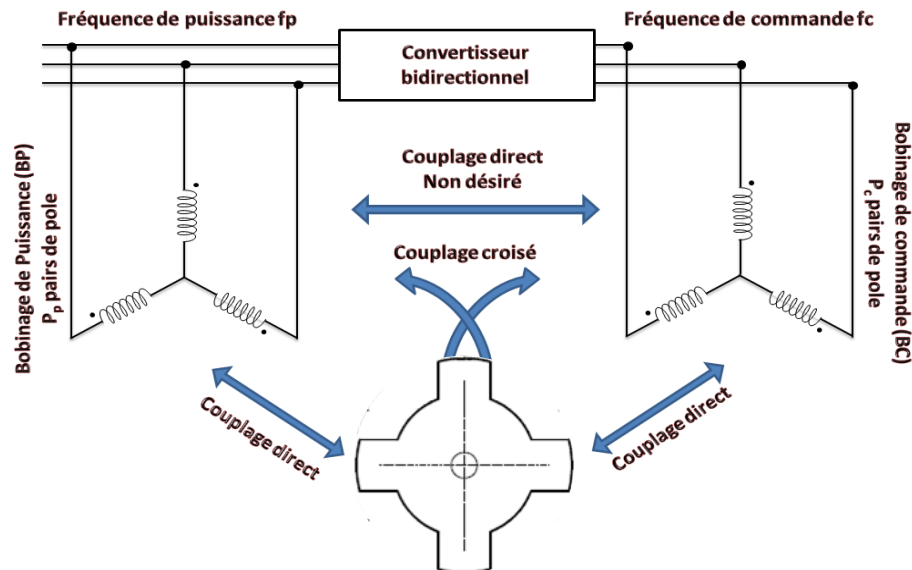 Fréquence de puissance fp
Fréquence de commande fc
Convertisseur
bidirectionnel
Bobinage de Puissance (BP)
Pp pairs de pole
Couplage direct
Non désiré
Couplage croisé
Bobinage de commande (BC)
Pc pairs de pole
Couplage direct
Couplage direct